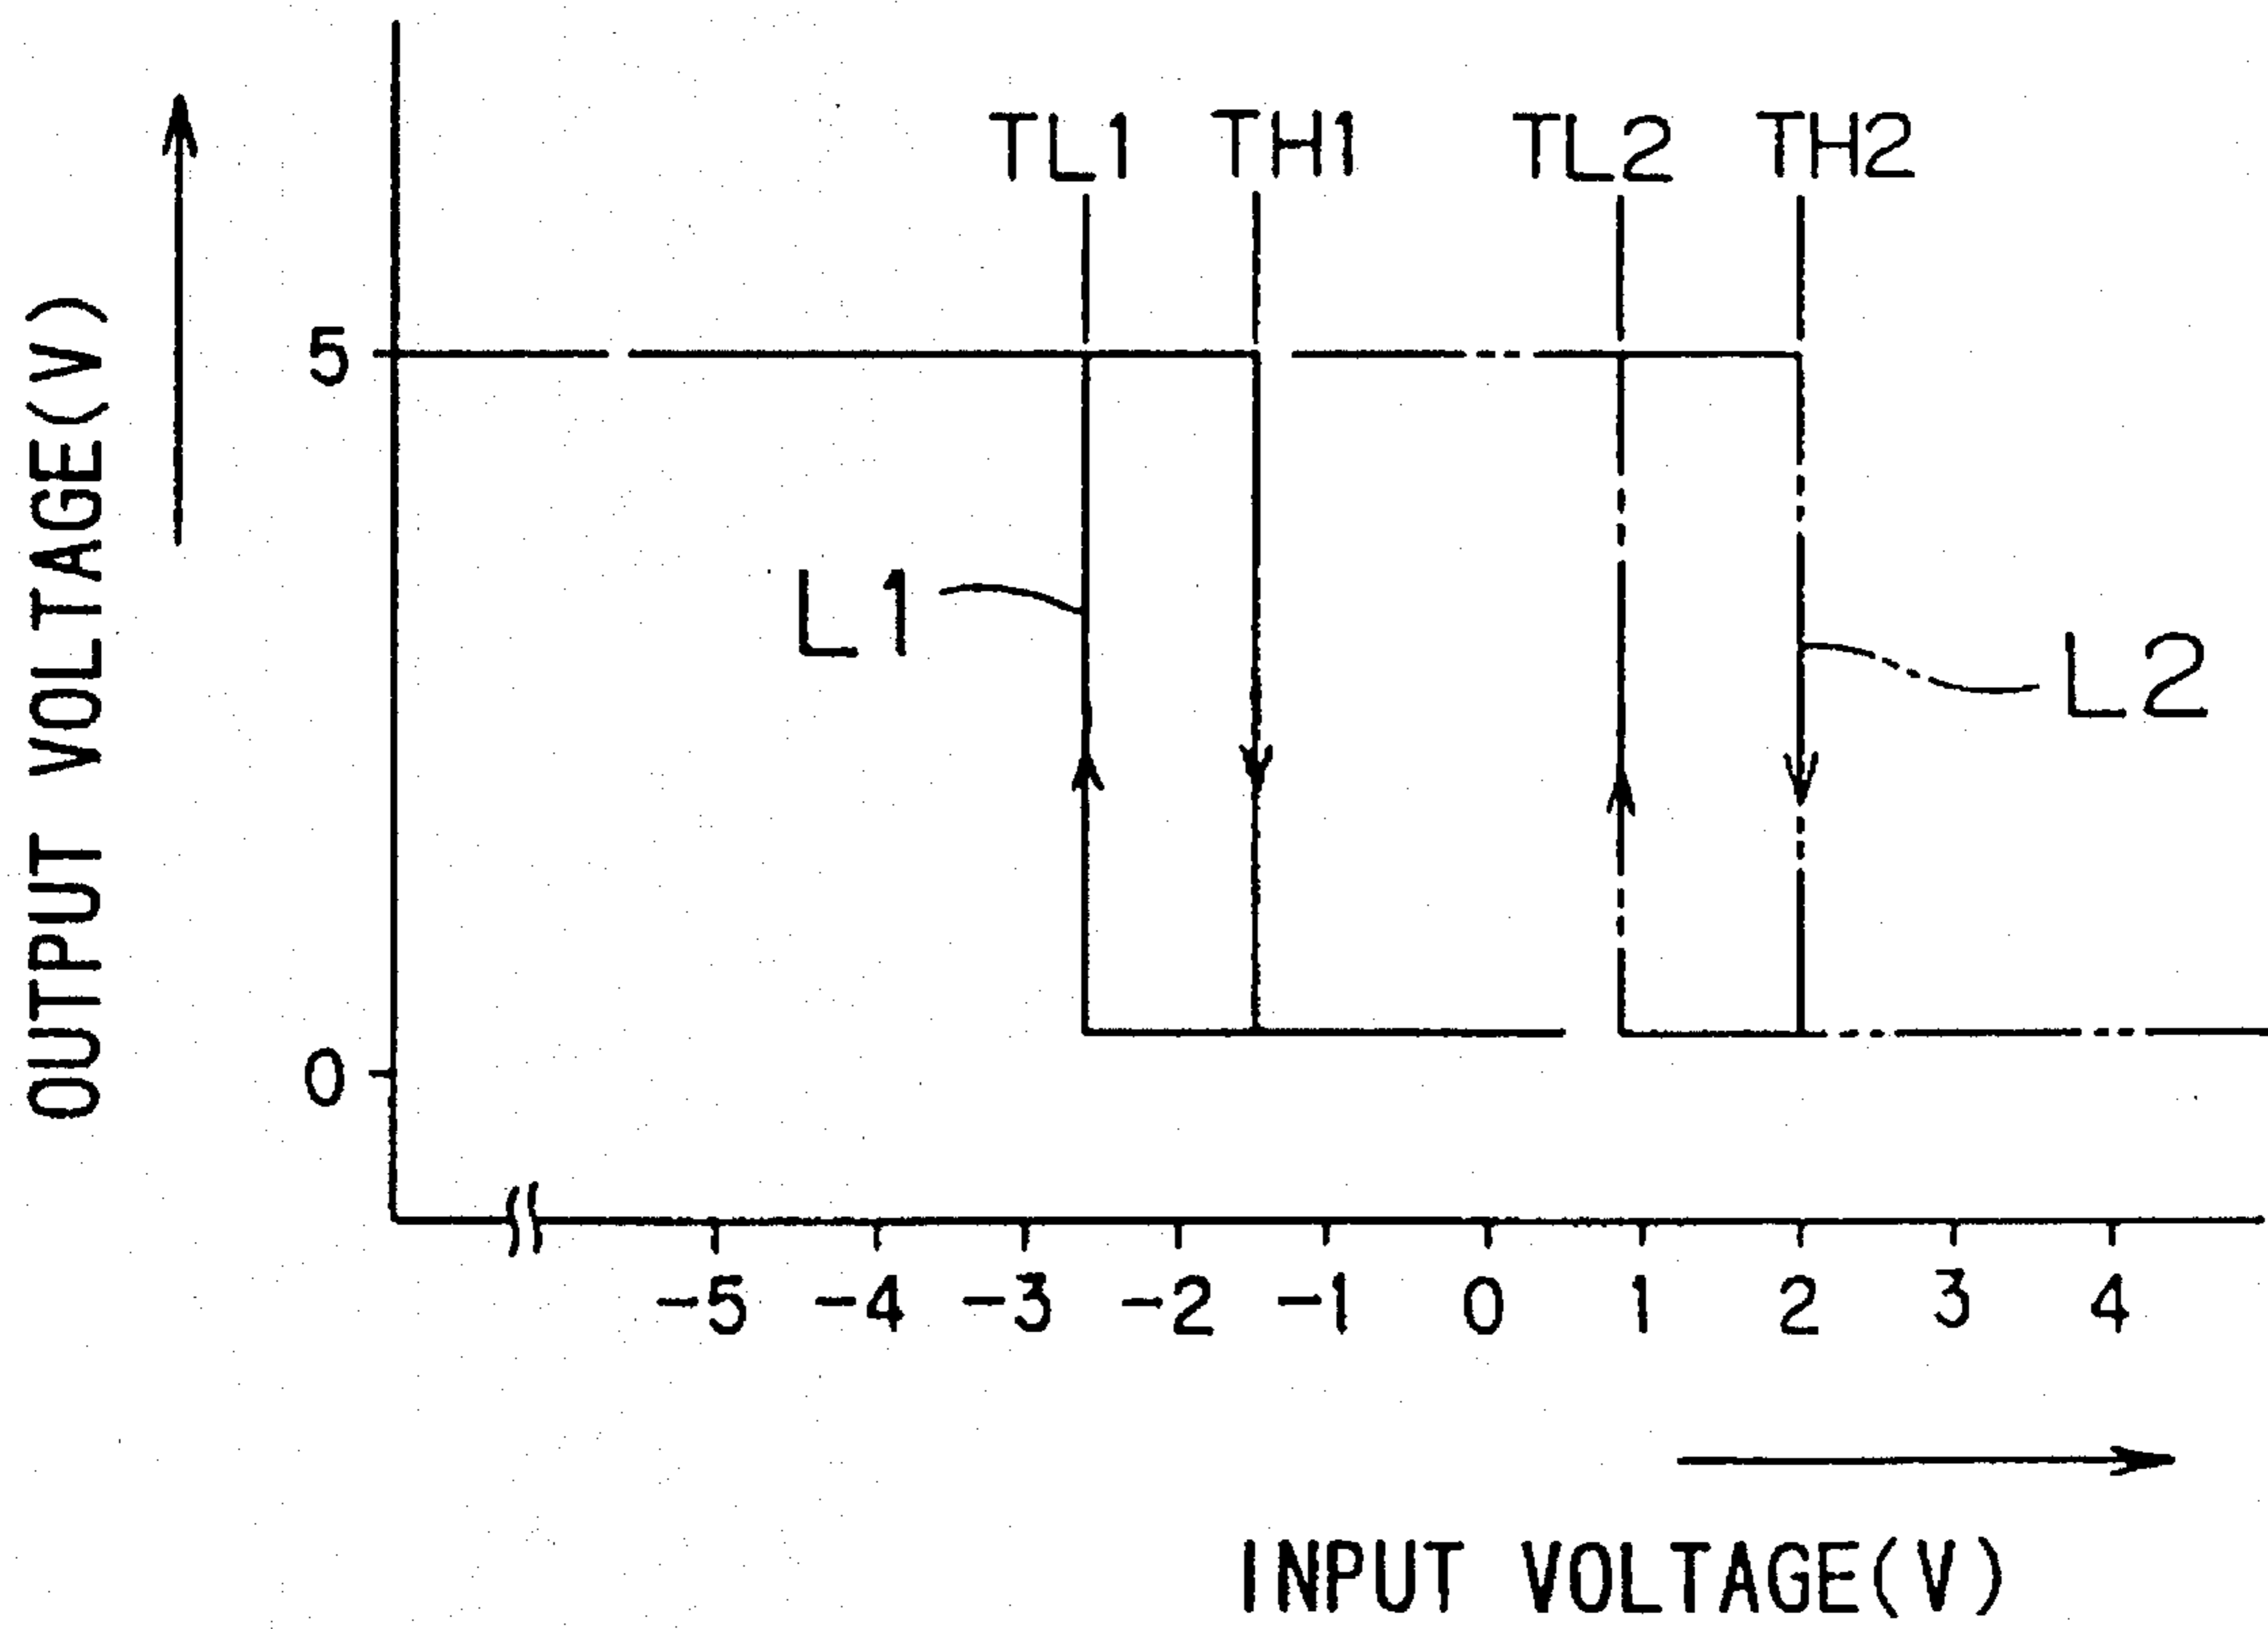 TL1 TH1 TL2 TH2
OUTPUT VOLTAGE(V)
5
L1
L2
0
-5 -4 -3 -2 -1 0 1 2 3 4
INPUT VOLTAGE(V)